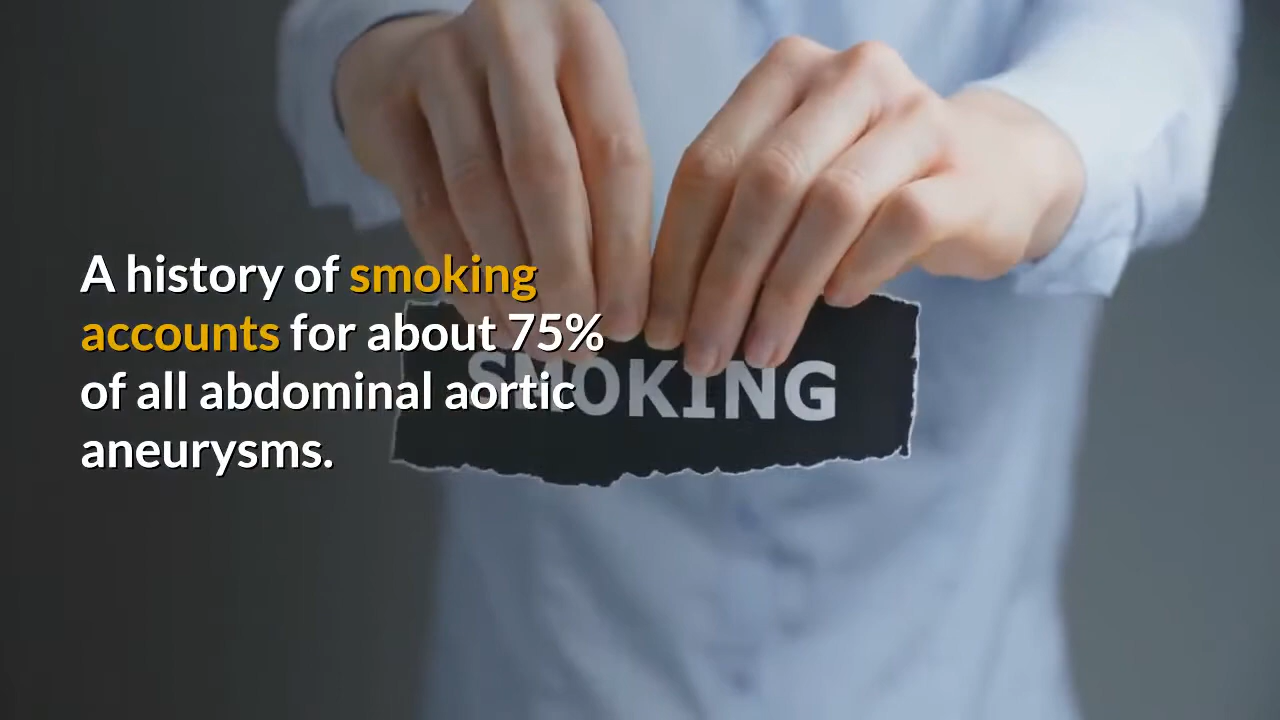 A history of smoking
accounts for about 75%
of all abdominal aortic
aneurysms.
SMOKING